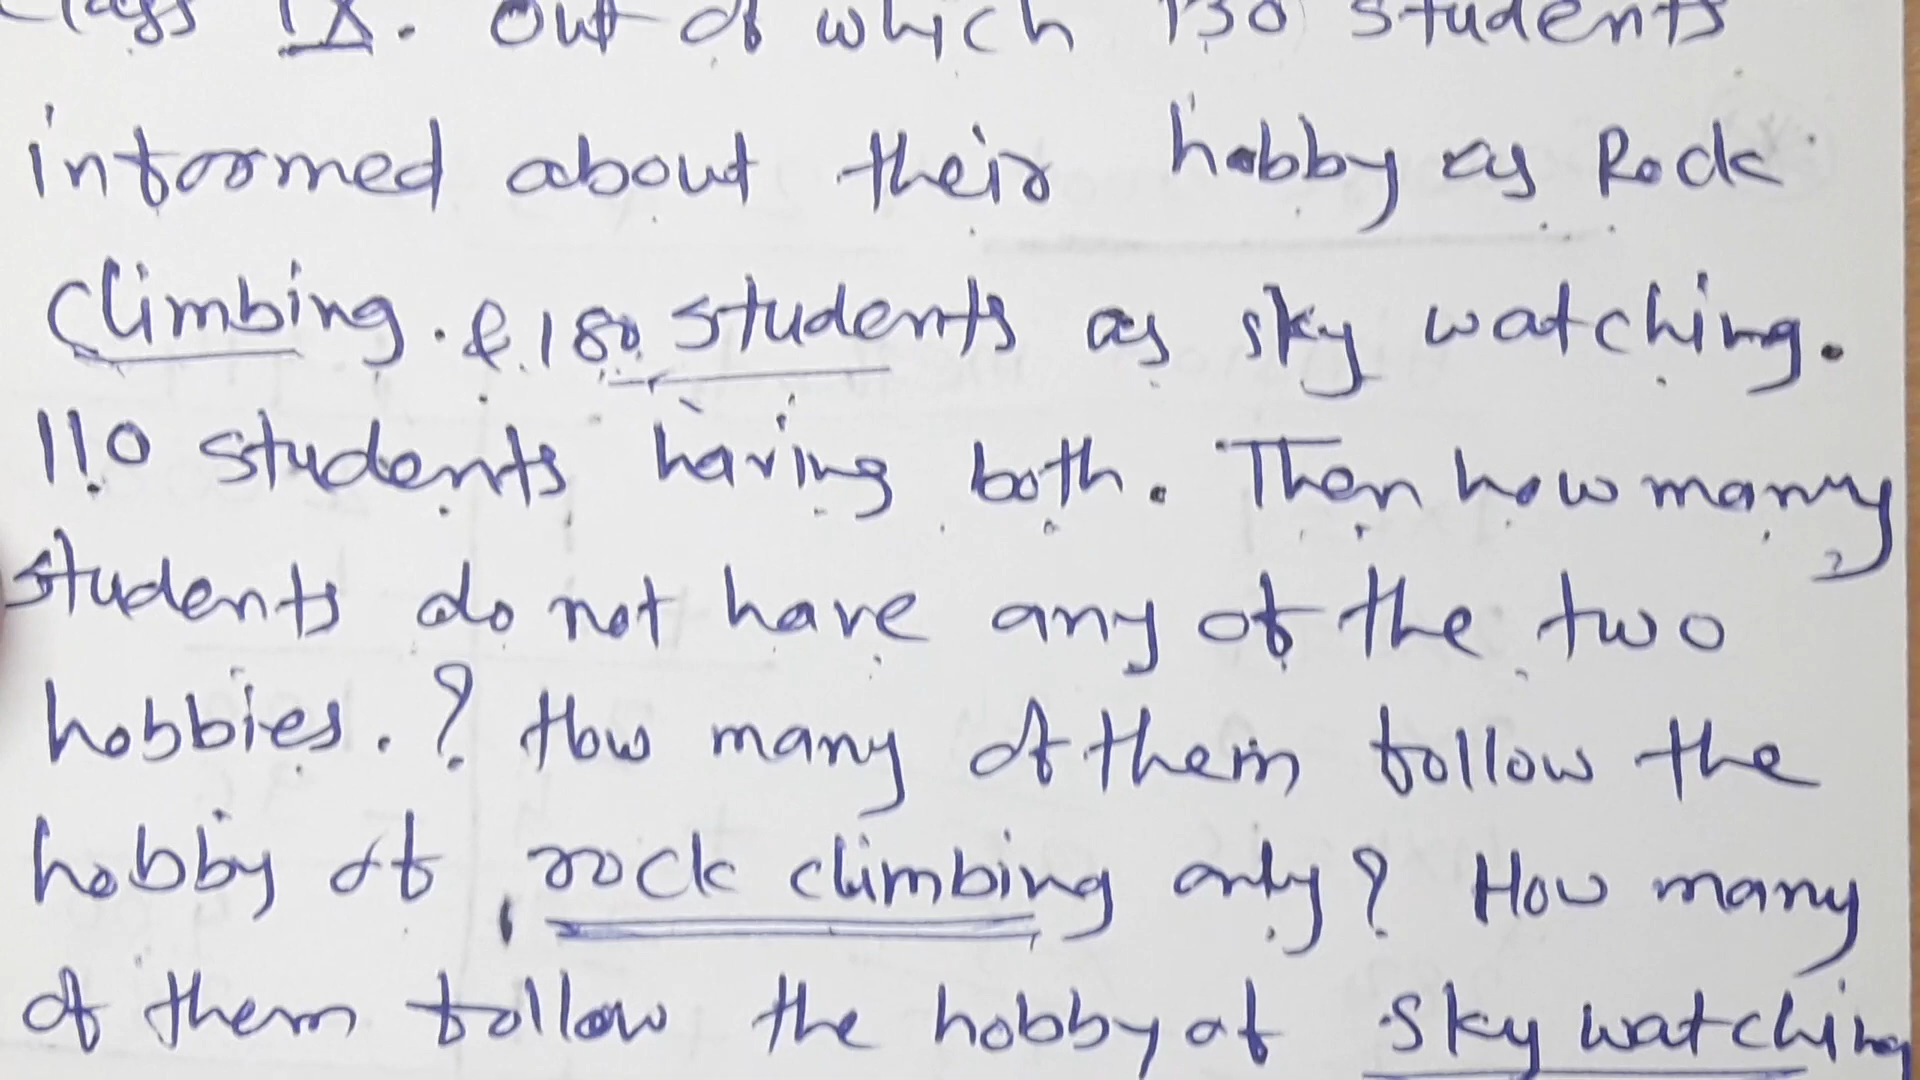 class IX. Out of which 130 students
informed about their hobby as Rock
climbing. & 180 students as sky watching.
110 students having both. Then how many
students do not have any of the two
hobbies.? How many of them follow the
hobby of rock climbing only? How many
of them follow the hobby of sky watching